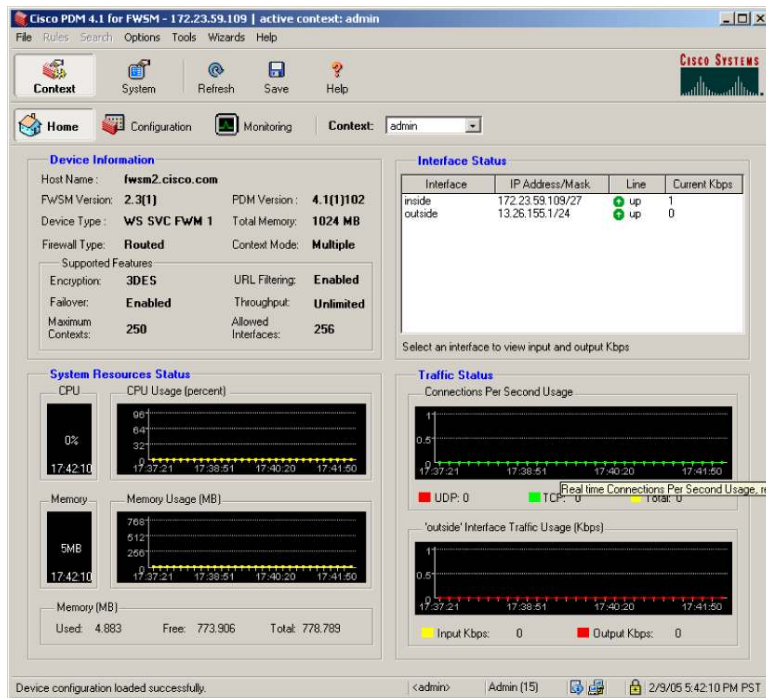 Cisco PDM 4.1 for FWSM - 172.23.59.109 | active context: admin
File Rules Search Options Tools Wizards Help
Context System Refresh Save Help
CISCO SYSTEMS
Home Configuration Monitoring Context: admin
Device Information
Host Name: fwsm2.cisco.com
FWSM Version: 2.3(1) PDM Version: 4.1(1)102
Device Type: WS SVC FWM 1 Total Memory: 1024 MB
Firewall Type: Routed Context Mode: Multiple
Supported Features
Encryption: 3DES URL Filtering: Enabled
Failover: Enabled Throughput: Unlimited
Maximum Contexts: 250 Allowed Interfaces: 256
Interface Status
Interface IP Address/Mask Line Current Kbps
inside 172.23.59.109/27 up 1
outside 13.26.155.1/24 up 0
Select an interface to view input and output Kbps
System Resources Status
CPU CPU Usage (percent)
96
64
32
0
0%
17:42:10 17:37:21 17:38:51 17:40:20 17:41:50
Memory Memory Usage (MB)
768
512
256
0
5MB
17:42:10 17:37:21 17:38:51 17:40:20 17:41:50
Memory (MB)
Used: 4.883 Free: 773.906 Total: 778.789
Traffic Status
Connections Per Second Usage
1
0.5
0
17:37:21 17:38:51 17:40:20 17:41:50
Real time Connections Per Second Usage, re
UDP: 0 TCP: 0 Total: 0
'outside' Interface Traffic Usage (Kbps)
1
0.5
0
17:37:21 17:38:51 17:40:20 17:41:50
Input Kbps: 0 Output Kbps: 0
Device configuration loaded successfully. <admin> Admin (15) 2/9/05 5:42:10 PM PST